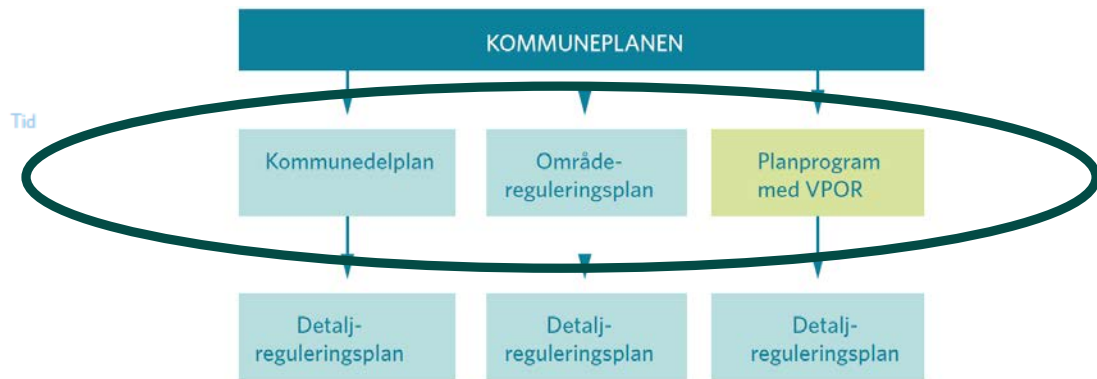 KOMMUNEPLANEN
Tid
Kommunedelplan
Område-
reguleringsplan
Planprogram
med VPOR
Detalj-
reguleringsplan
Detalj-
reguleringsplan
Detalj-
reguleringsplan